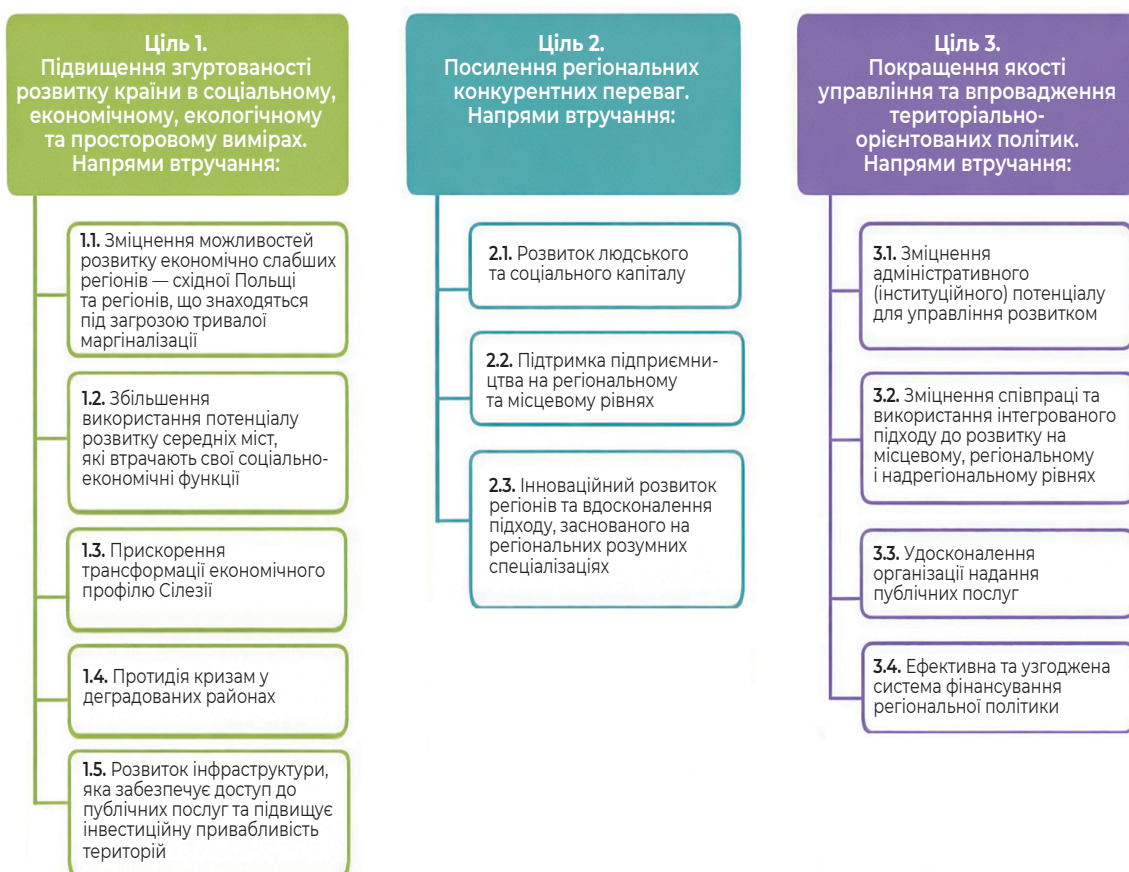 Ціль 1.
Підвищення згуртованості
розвитку країни в соціальному,
економічному, екологічному
та просторовому вимірах.
Напрями втручання:
1.1. Зміцнення можливостей
розвитку економічно слабших
регіонів — східної Польщі
та регіонів, що знаходяться
під загрозою тривалої
маргіналізації
1.2. Збільшення
використання потенціалу
розвитку середніх міст,
які втрачають свої соціально-
економічні функції
1.3. Прискорення
трансформації економічного
профілю Сілезії
1.4. Протидія кризам у
деградованих районах
1.5. Розвиток інфраструктури,
яка забезпечує доступ до
публічних послуг та підвищує
інвестиційну привабливість
територій
Ціль 2.
Посилення регіональних
конкурентних переваг.
Напрями втручання:
2.1. Розвиток людського
та соціального капіталу
2.2. Підтримка підприємни-
цтва на регіональному
та місцевому рівнях
2.3. Інноваційний розвиток
регіонів та вдосконалення
підходу, заснованого на
регіональних розумних
спеціалізаціях
Ціль 3.
Покращення якості
управління та впровадження
територіально-
орієнтованих політик.
Напрями втручання:
3.1. Зміцнення
адміністративного
(інституційного) потенціалу
для управління розвитком
3.2. Зміцнення співпраці та
використання інтегрованого
підходу до розвитку на
місцевому, регіональному
і надрегіональному рівнях
3.3. Удосконалення
організації надання
публічних послуг
3.4. Ефективна та узгоджена
система фінансування
регіональної політики